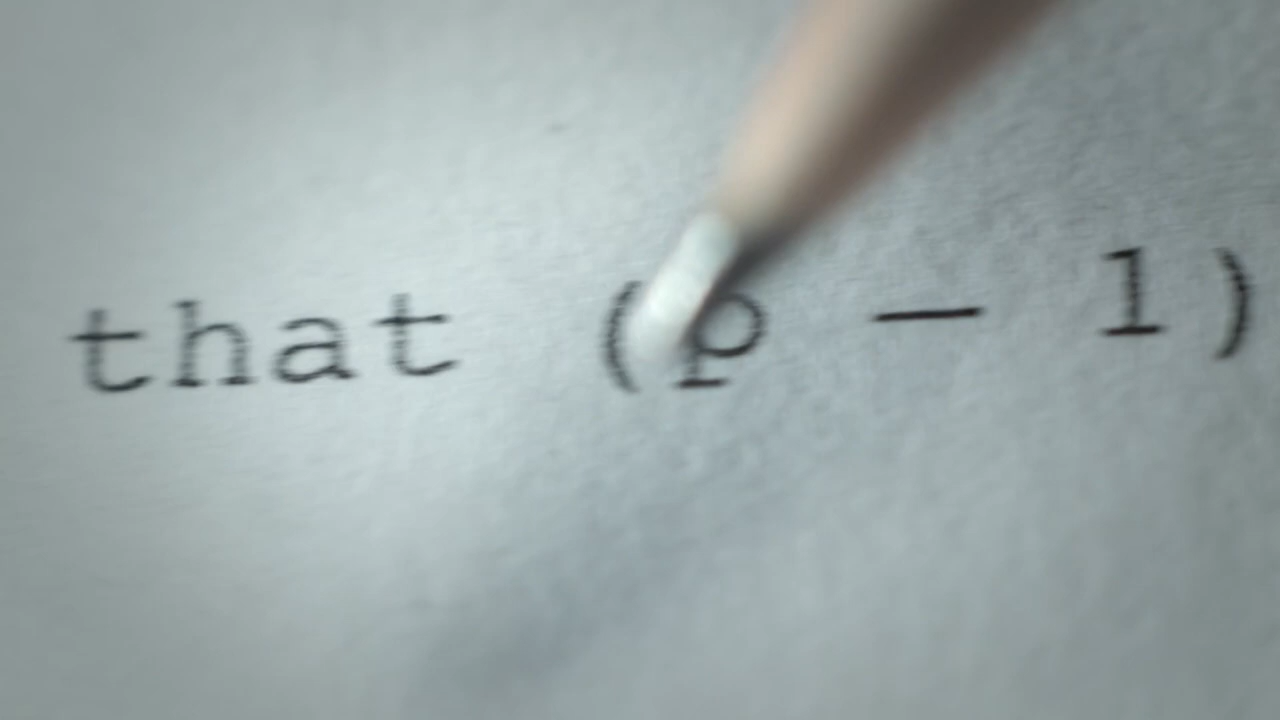 that (p — 1)